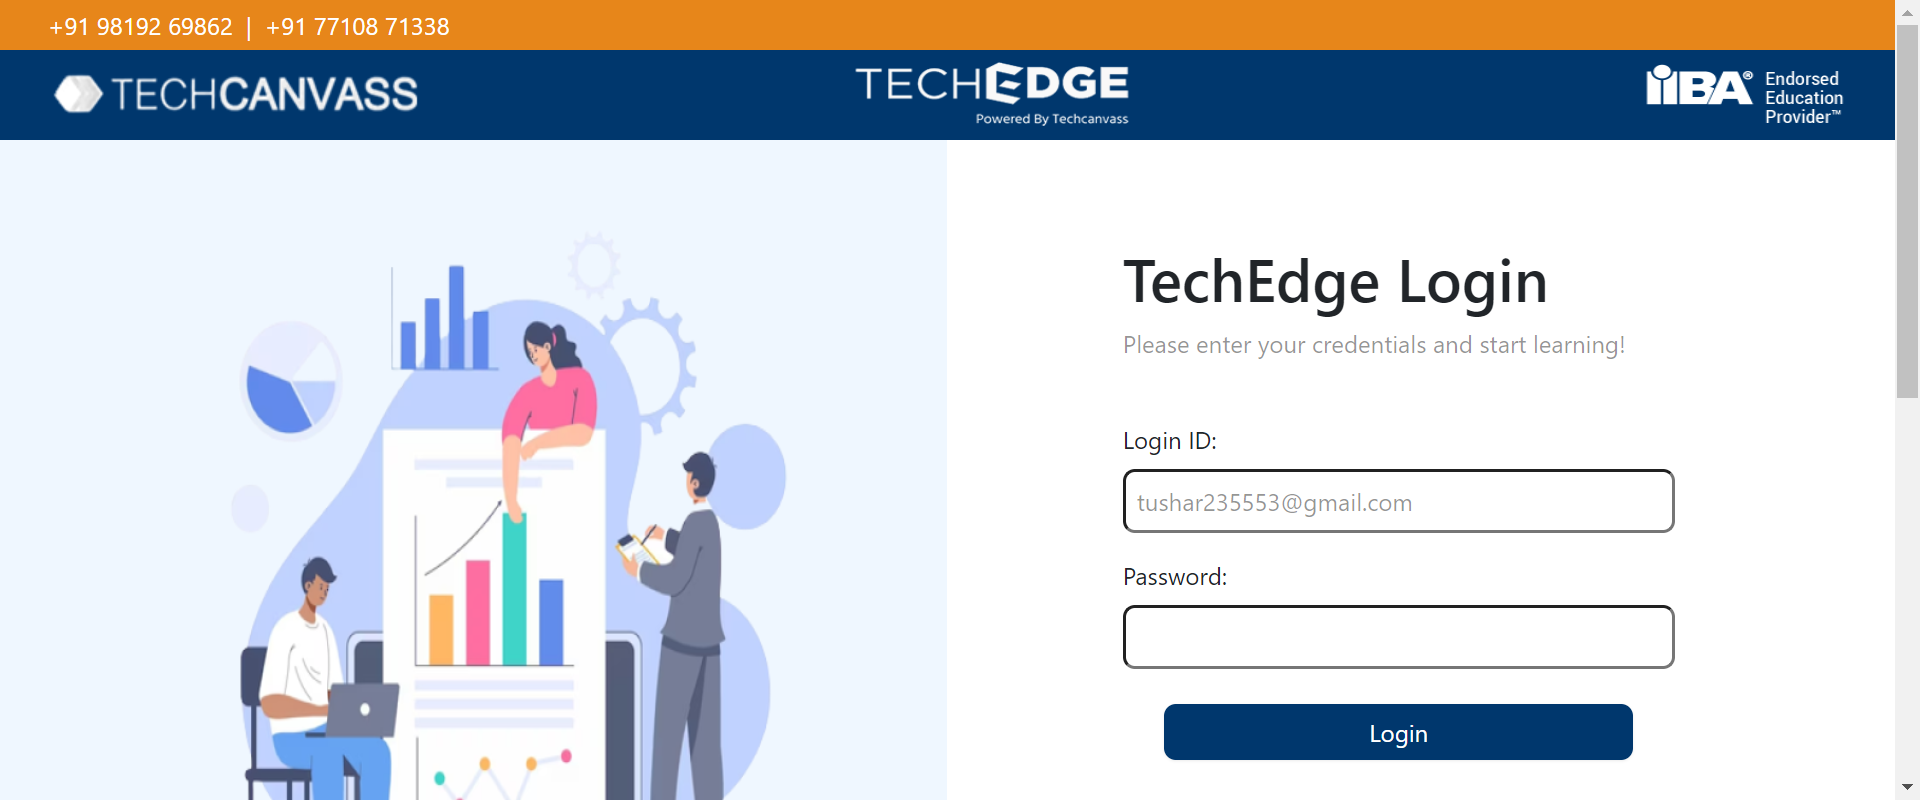 +91 98192 69862 | +91 77108 71338
TECHCANVASS
TECHEDGE
Powered By Techcanvass
IIBA® Endorsed
Education
Provider™
TechEdge Login
Please enter your credentials and start learning!
Login ID:
tushar235553@gmail.com
Password:
Login